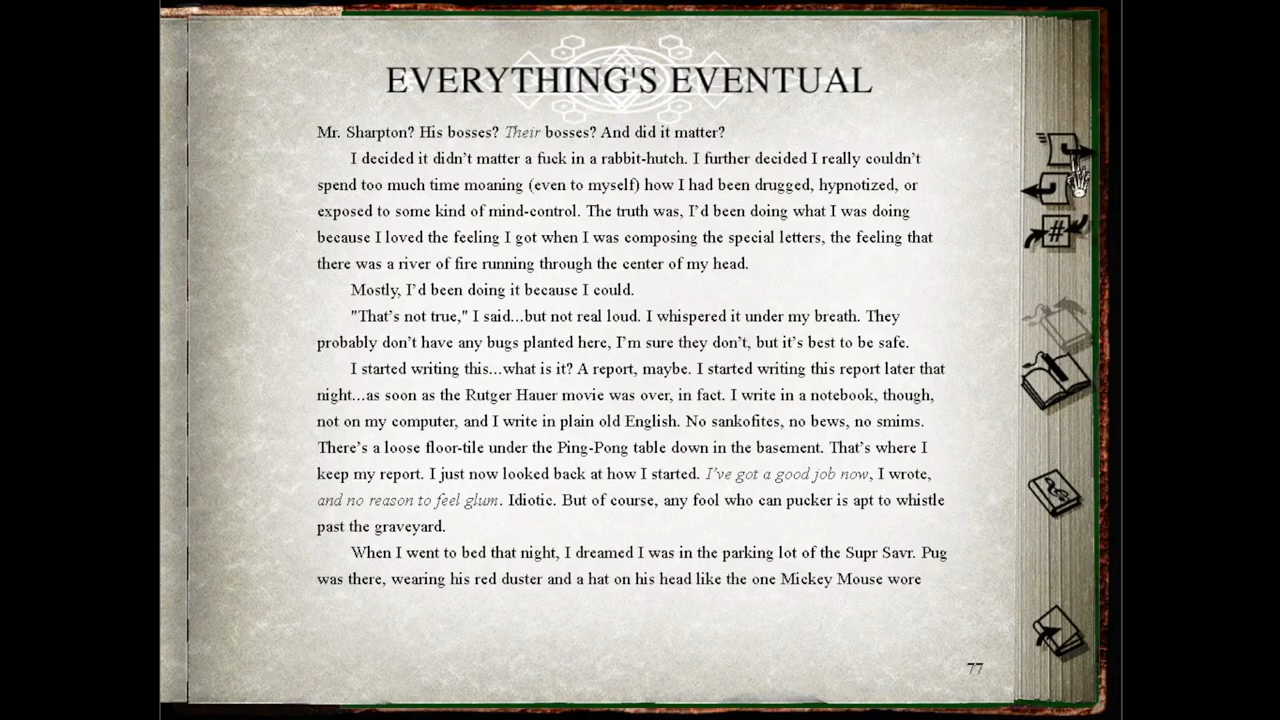 EVERYTHING'S EVENTUAL
Mr. Sharpton? His bosses? Their bosses? And did it matter?
I decided it didn't matter a fuck in a rabbit-hutch. I further decided I really couldn't
spend too much time moaning (even to myself) how I had been drugged, hypnotized, or
exposed to some kind of mind-control. The truth was, I'd been doing what I was doing
because I loved the feeling I got when I was composing the special letters, the feeling that
there was a river of fire running through the center of my head.
Mostly, I'd been doing it because I could.
"That's not true," I said...but not real loud. I whispered it under my breath. They
probably don't have any bugs planted here, I'm sure they don't, but it's best to be safe.
I started writing this...what is it? A report, maybe. I started writing this report later that
night...as soon as the Rutger Hauer movie was over, in fact. I write in a notebook, though,
not on my computer, and I write in plain old English. No sankofites, no bews, no smims.
There's a loose floor-tile under the Ping-Pong table down in the basement. That's where I
keep my report. I just now looked back at how I started. I've got a good job now, I wrote,
and no reason to feel glum. Idiotic. But of course, any fool who can pucker is apt to whistle
past the graveyard.
When I went to bed that night, I dreamed I was in the parking lot of the Supr Savr. Pug
was there, wearing his red duster and a hat on his head like the one Mickey Mouse wore
77
#